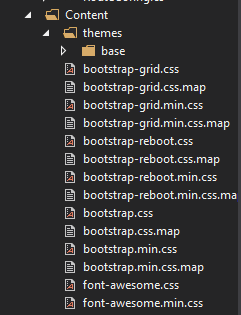 Content
themes
base
bootstrap-grid.css
bootstrap-grid.css.map
bootstrap-grid.min.css
bootstrap-grid.min.css.map
bootstrap-reboot.css
bootstrap-reboot.css.map
bootstrap-reboot.min.css
bootstrap-reboot.min.css.ma
bootstrap.css
bootstrap.css.map
bootstrap.min.css
bootstrap.min.css.map
font-awesome.css
font-awesome.min.css